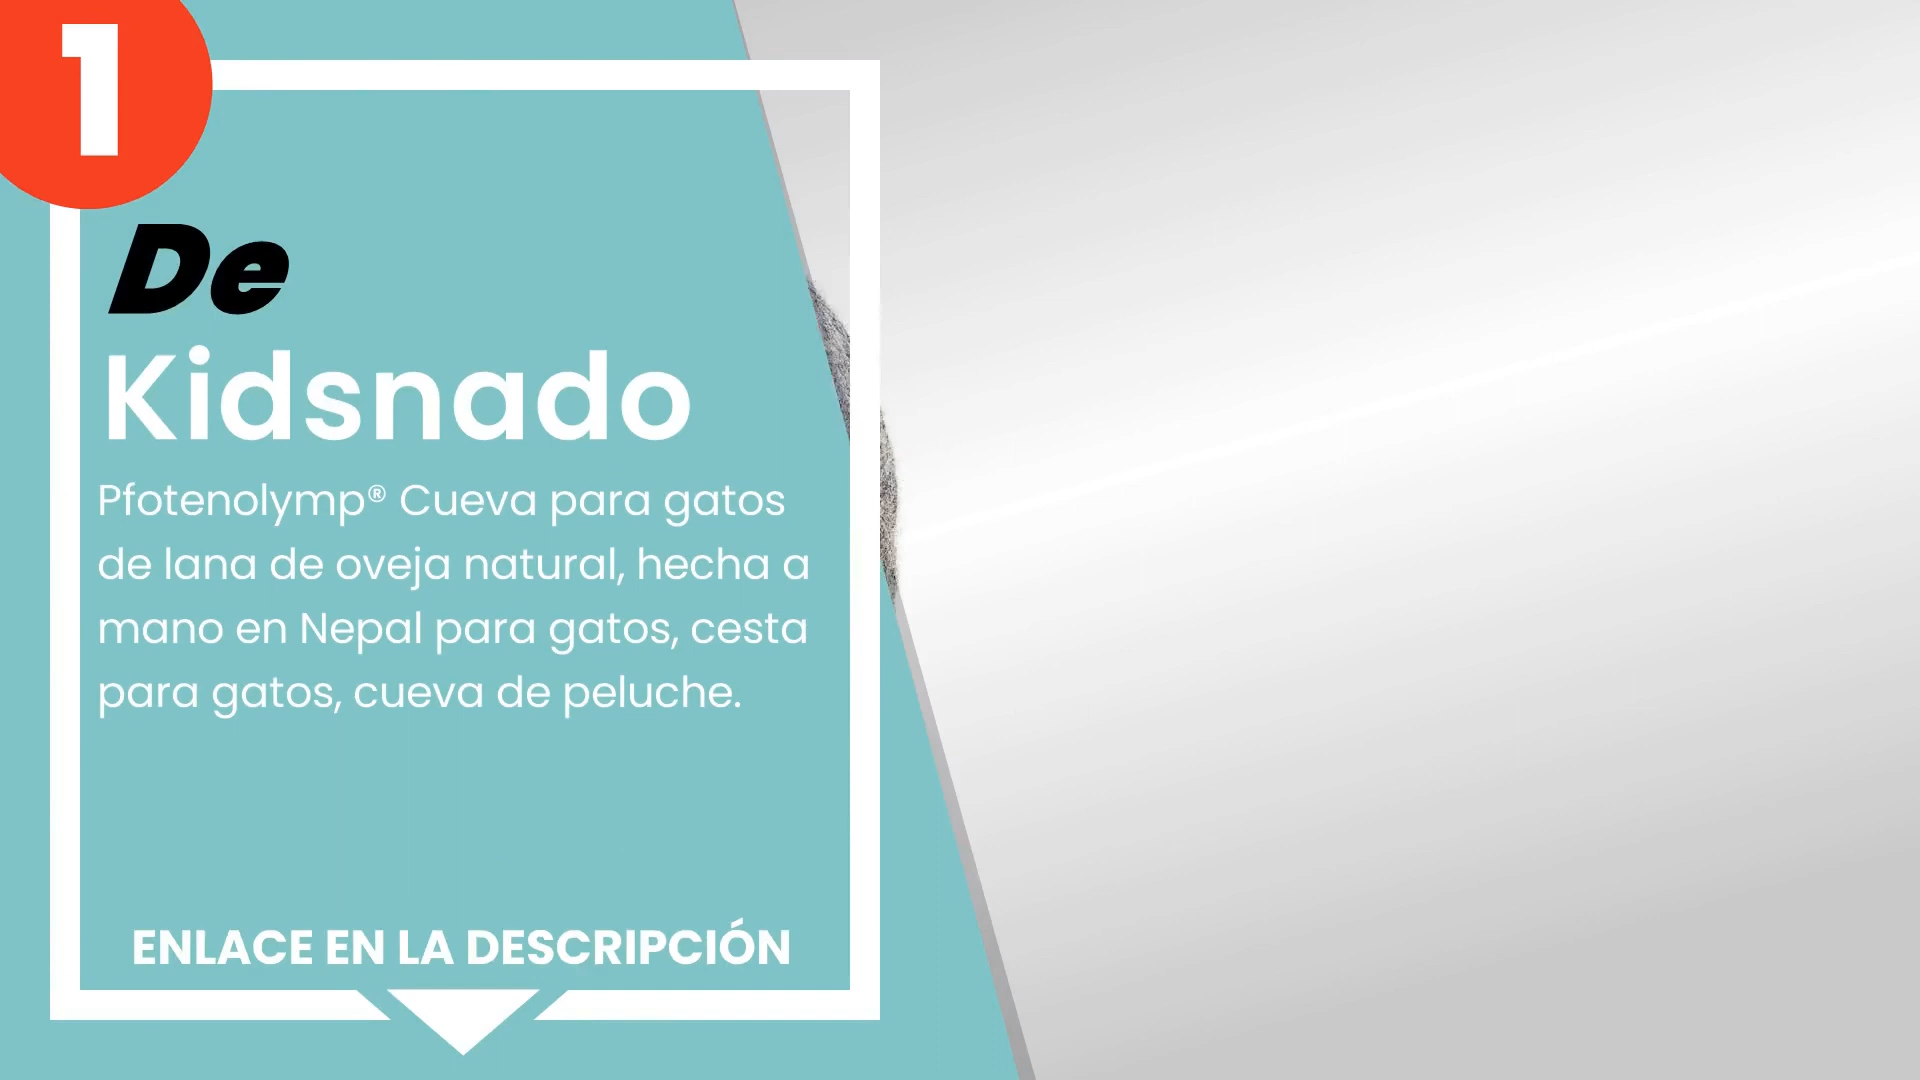 1
De
Kidsnado
Pfotenolymp® Cueva para gatos
de lana de oveja natural, hecha a
mano en Nepal para gatos, cesta
para gatos, cueva de peluche.
ENLACE EN LA DESCRIPCIÓN